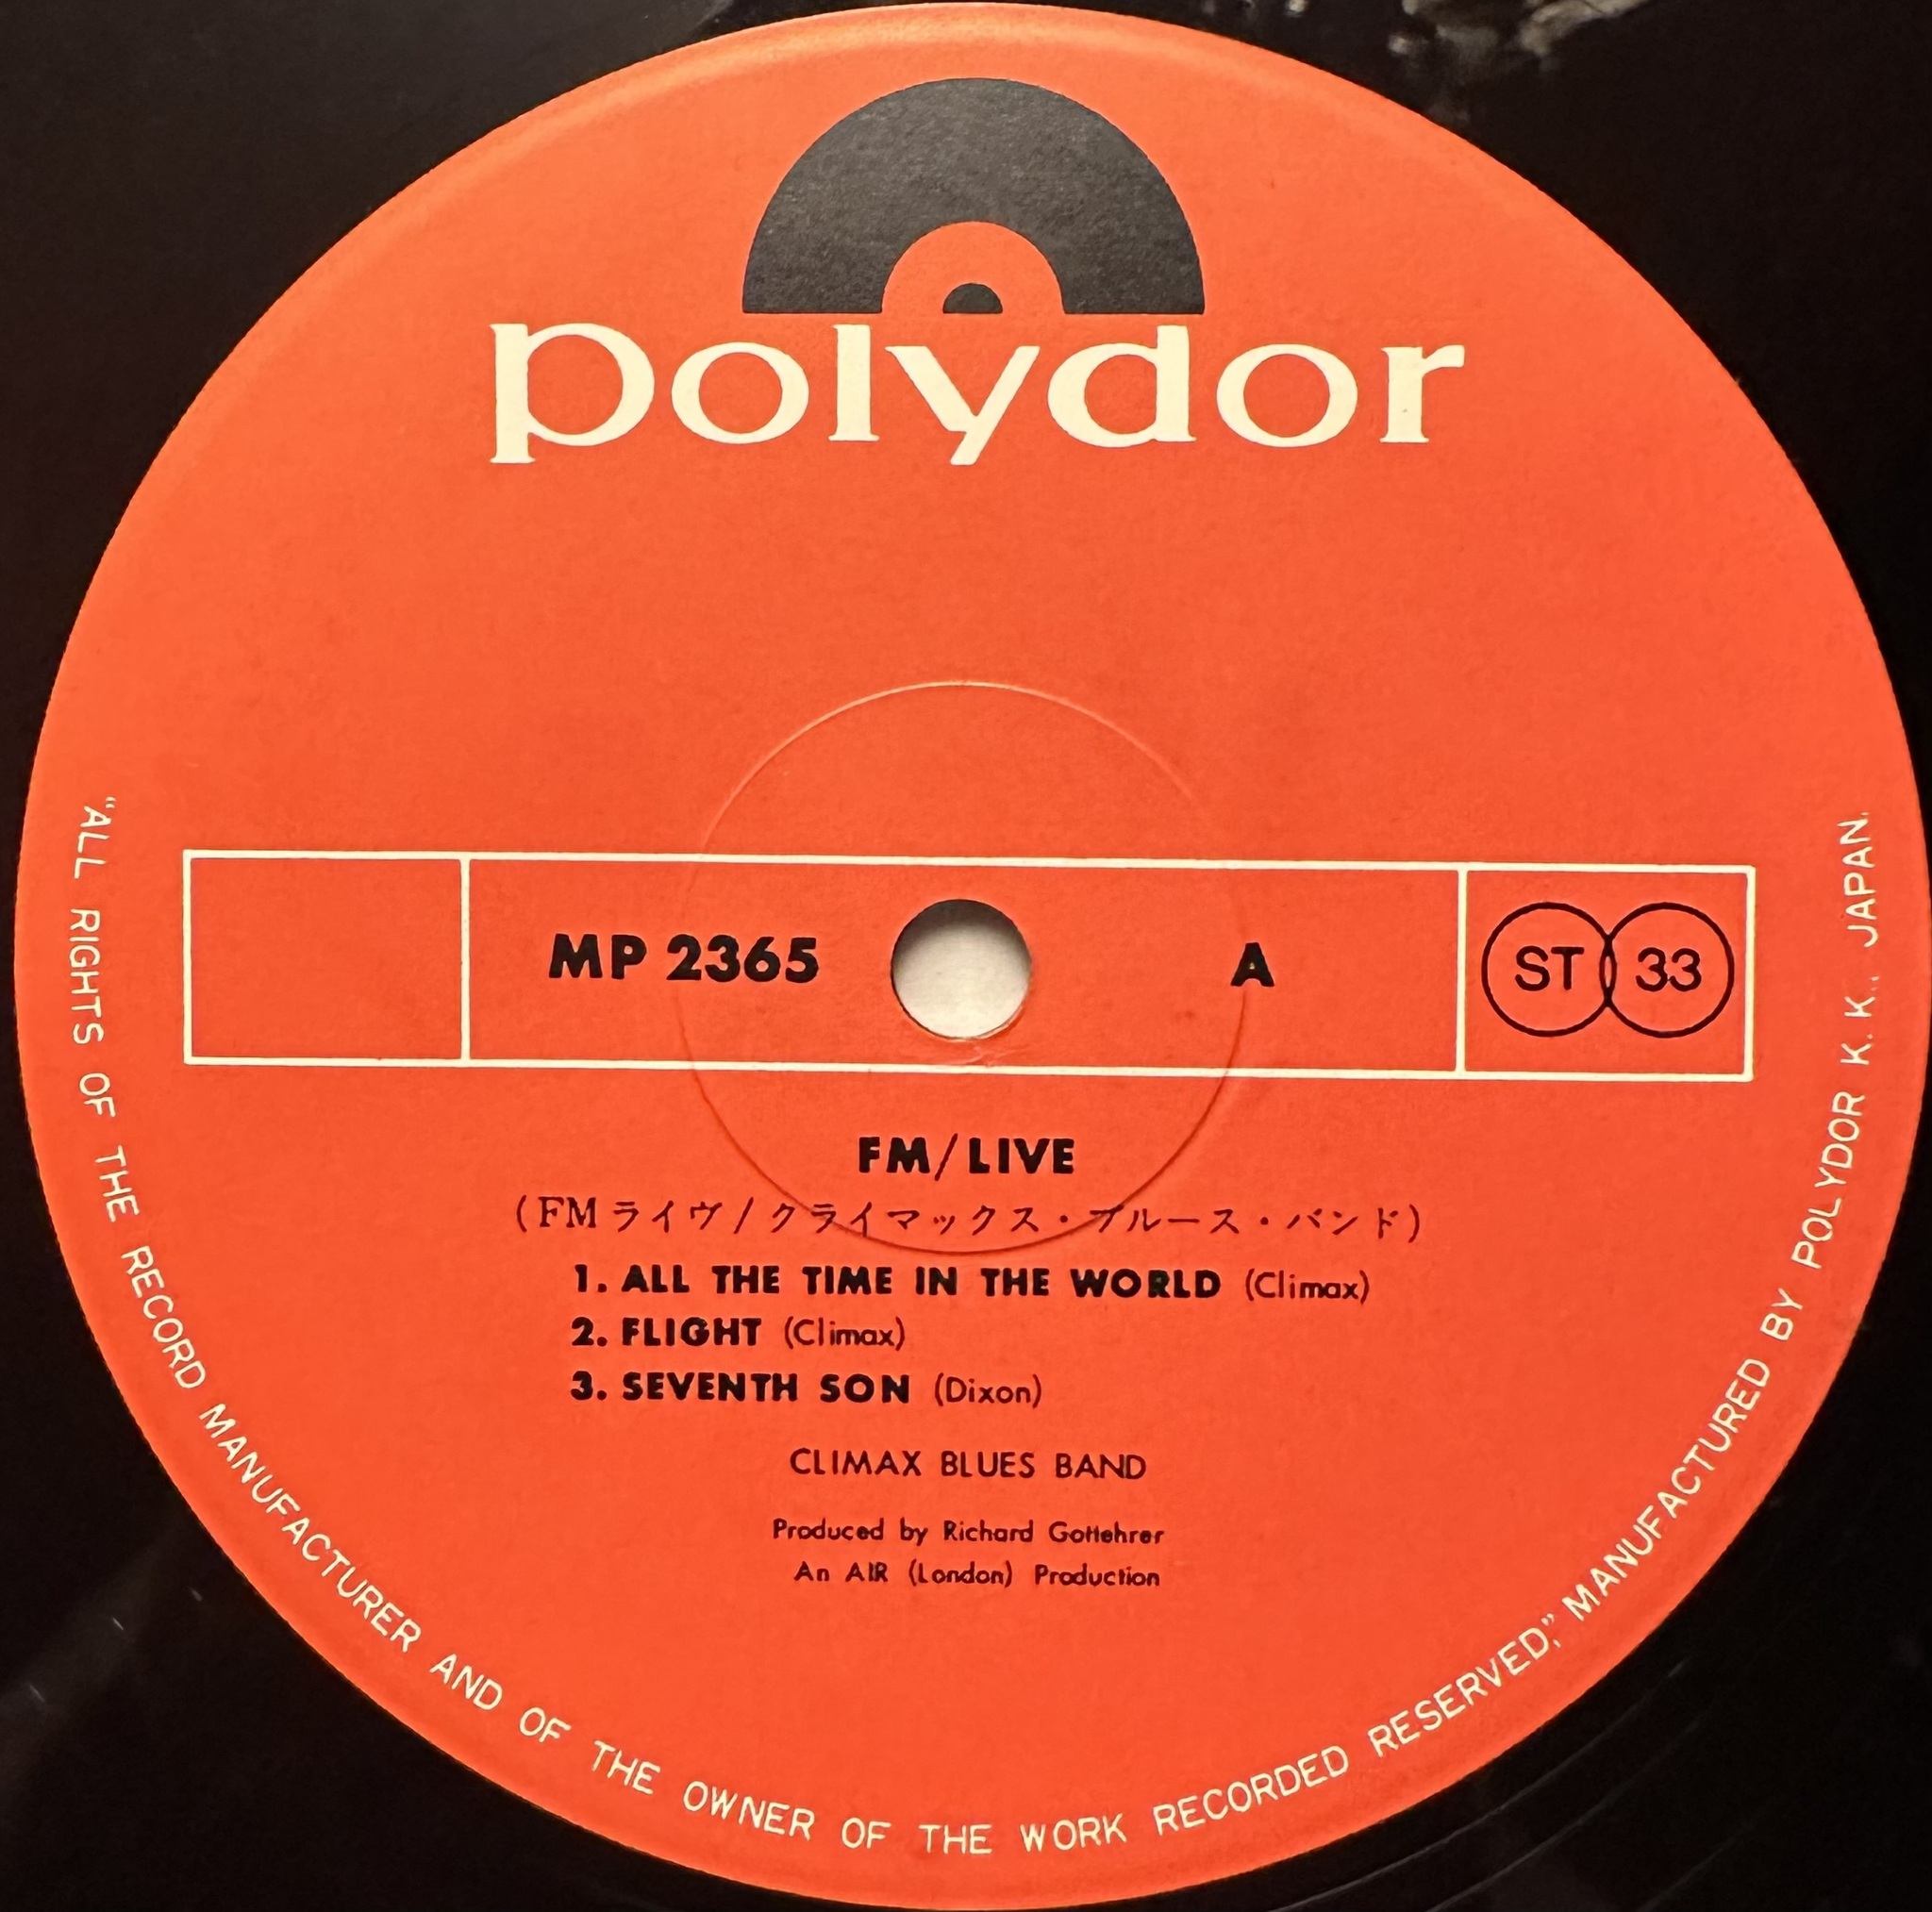 polydor
MP 2365 A ST 33
FM/LIVE
(FM ライヴ/クライマックス・ブルース・バンド)
1. ALL THE TIME IN THE WORLD (Climax)
2. FLIGHT (Climax)
3. SEVENTH SON (Dixon)
CLIMAX BLUES BAND
Produced by Richard Gottehrer
An AIR (London) Production
"ALL RIGHTS OF THE RECORD MANUFACTURER AND OF THE OWNER OF THE WORK RECORDED RESERVED," MANUFACTURED BY POLYDOR K. K., JAPAN.